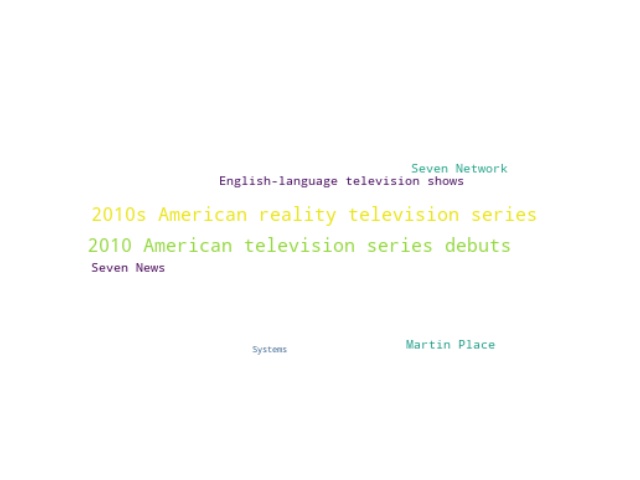 Seven Network
English-language television shows
2010s American reality television series
2010 American television series debuts
Seven News
Martin Place
Systems